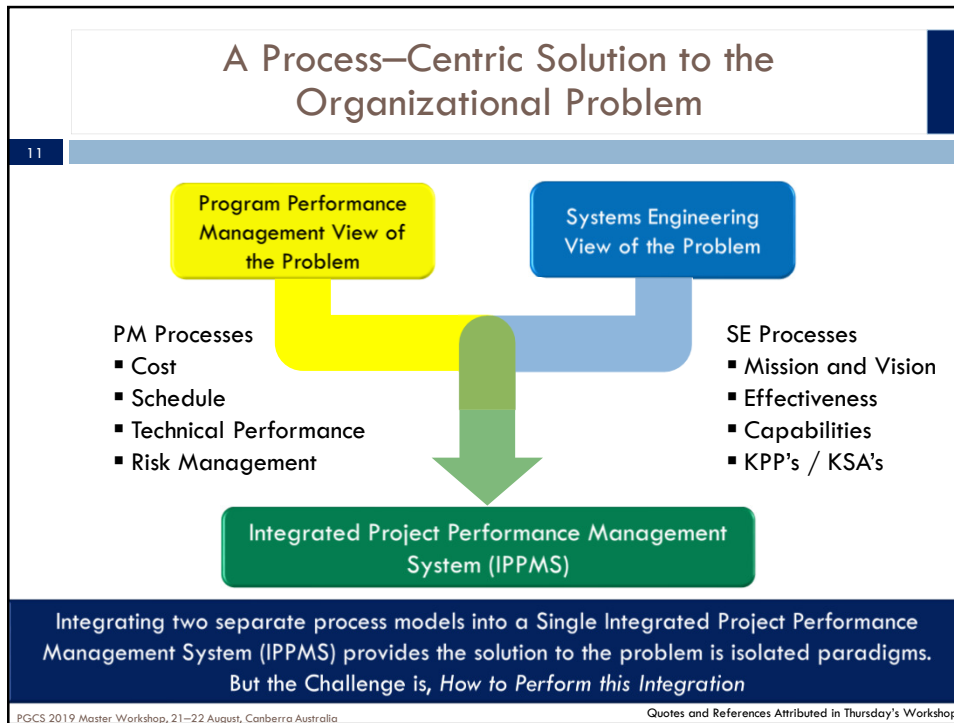 A Process–Centric Solution to the
Organizational Problem
11
Program Performance
Management View of
the Problem
Systems Engineering
View of the Problem
PM Processes
▪ Cost
▪ Schedule
▪ Technical Performance
▪ Risk Management
SE Processes
▪ Mission and Vision
▪ Effectiveness
▪ Capabilities
▪ KPP's / KSA's
Integrated Project Performance Management
System (IPPMS)
Integrating two separate process models into a Single Integrated Project Performance
Management System (IPPMS) provides the solution to the problem is isolated paradigms.
But the Challenge is, How to Perform this Integration
PGCS 2019 Master Workshop, 21–22 August, Canberra Australia
Quotes and References Attributed in Thursday's Workshop